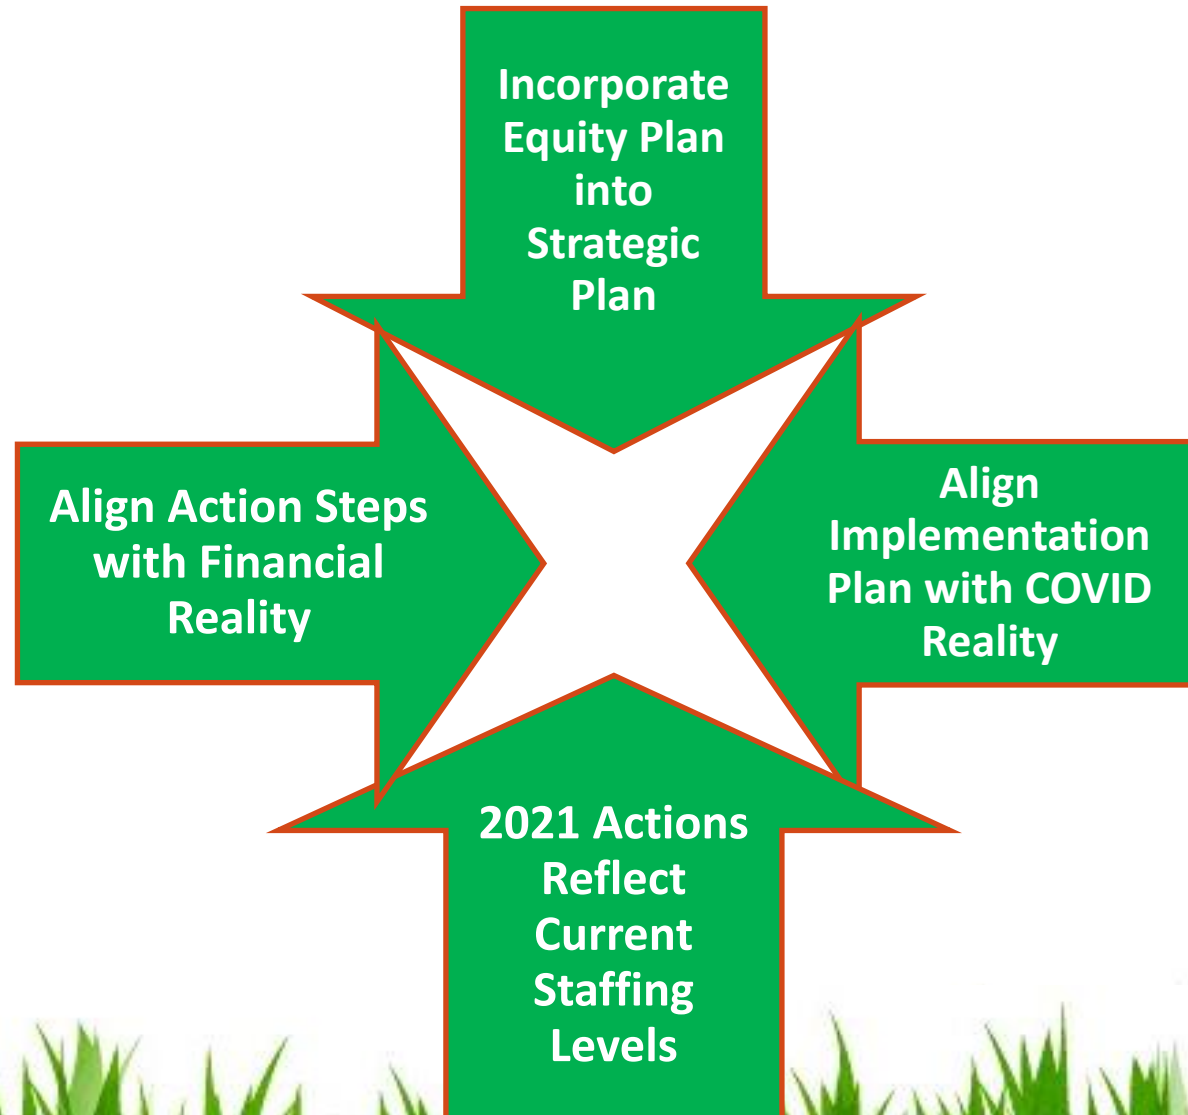 Incorporate
Equity Plan
into
Strategic
Plan
Align Action Steps
with Financial
Reality
Align
Implementation
Plan with COVID
Reality
2021 Actions
Reflect
Current
Staffing
Levels